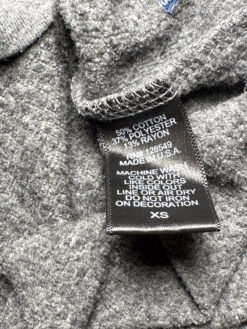 50% COTTON
37% POLYESTER
13% RAYON
RN# 128549
MADE IN U.S.A.
MACHINE WASH
COLD WITH
LIKE COLORS
INSIDE OUT
LINE OR AIR DRY
DO NOT IRON
ON DECORATION
XS